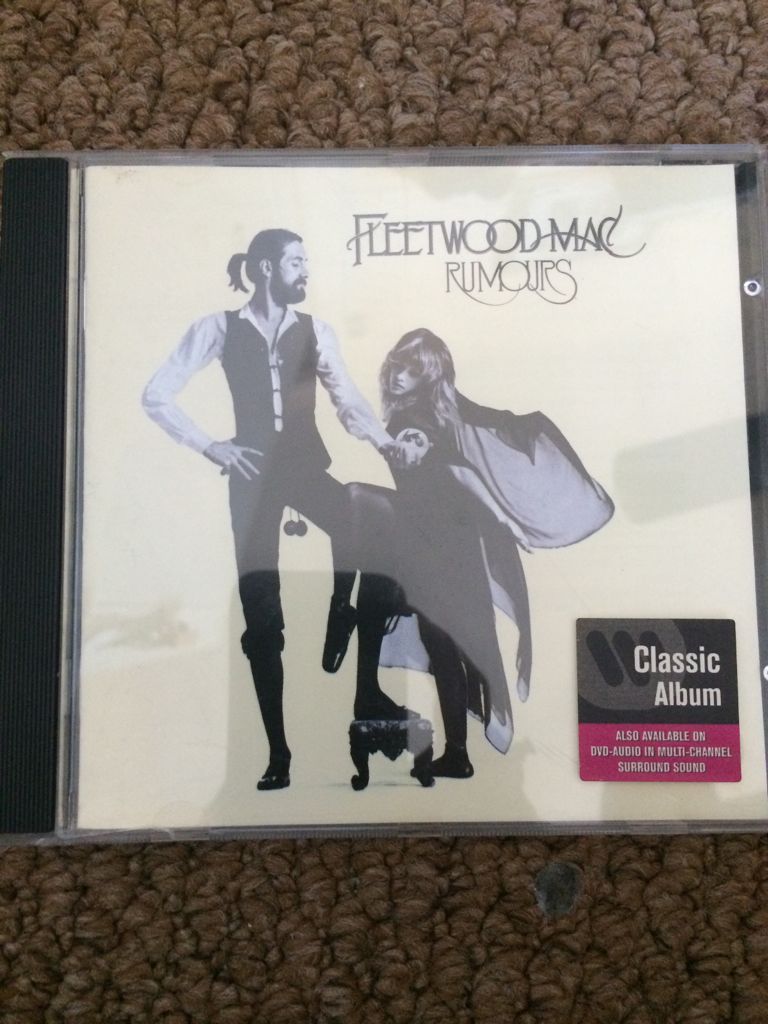 FLEETWOOD MAC
RUMOURS
Classic
Album
ALSO AVAILABLE ON
DVD-AUDIO IN MULTI-CHANNEL
SURROUND SOUND